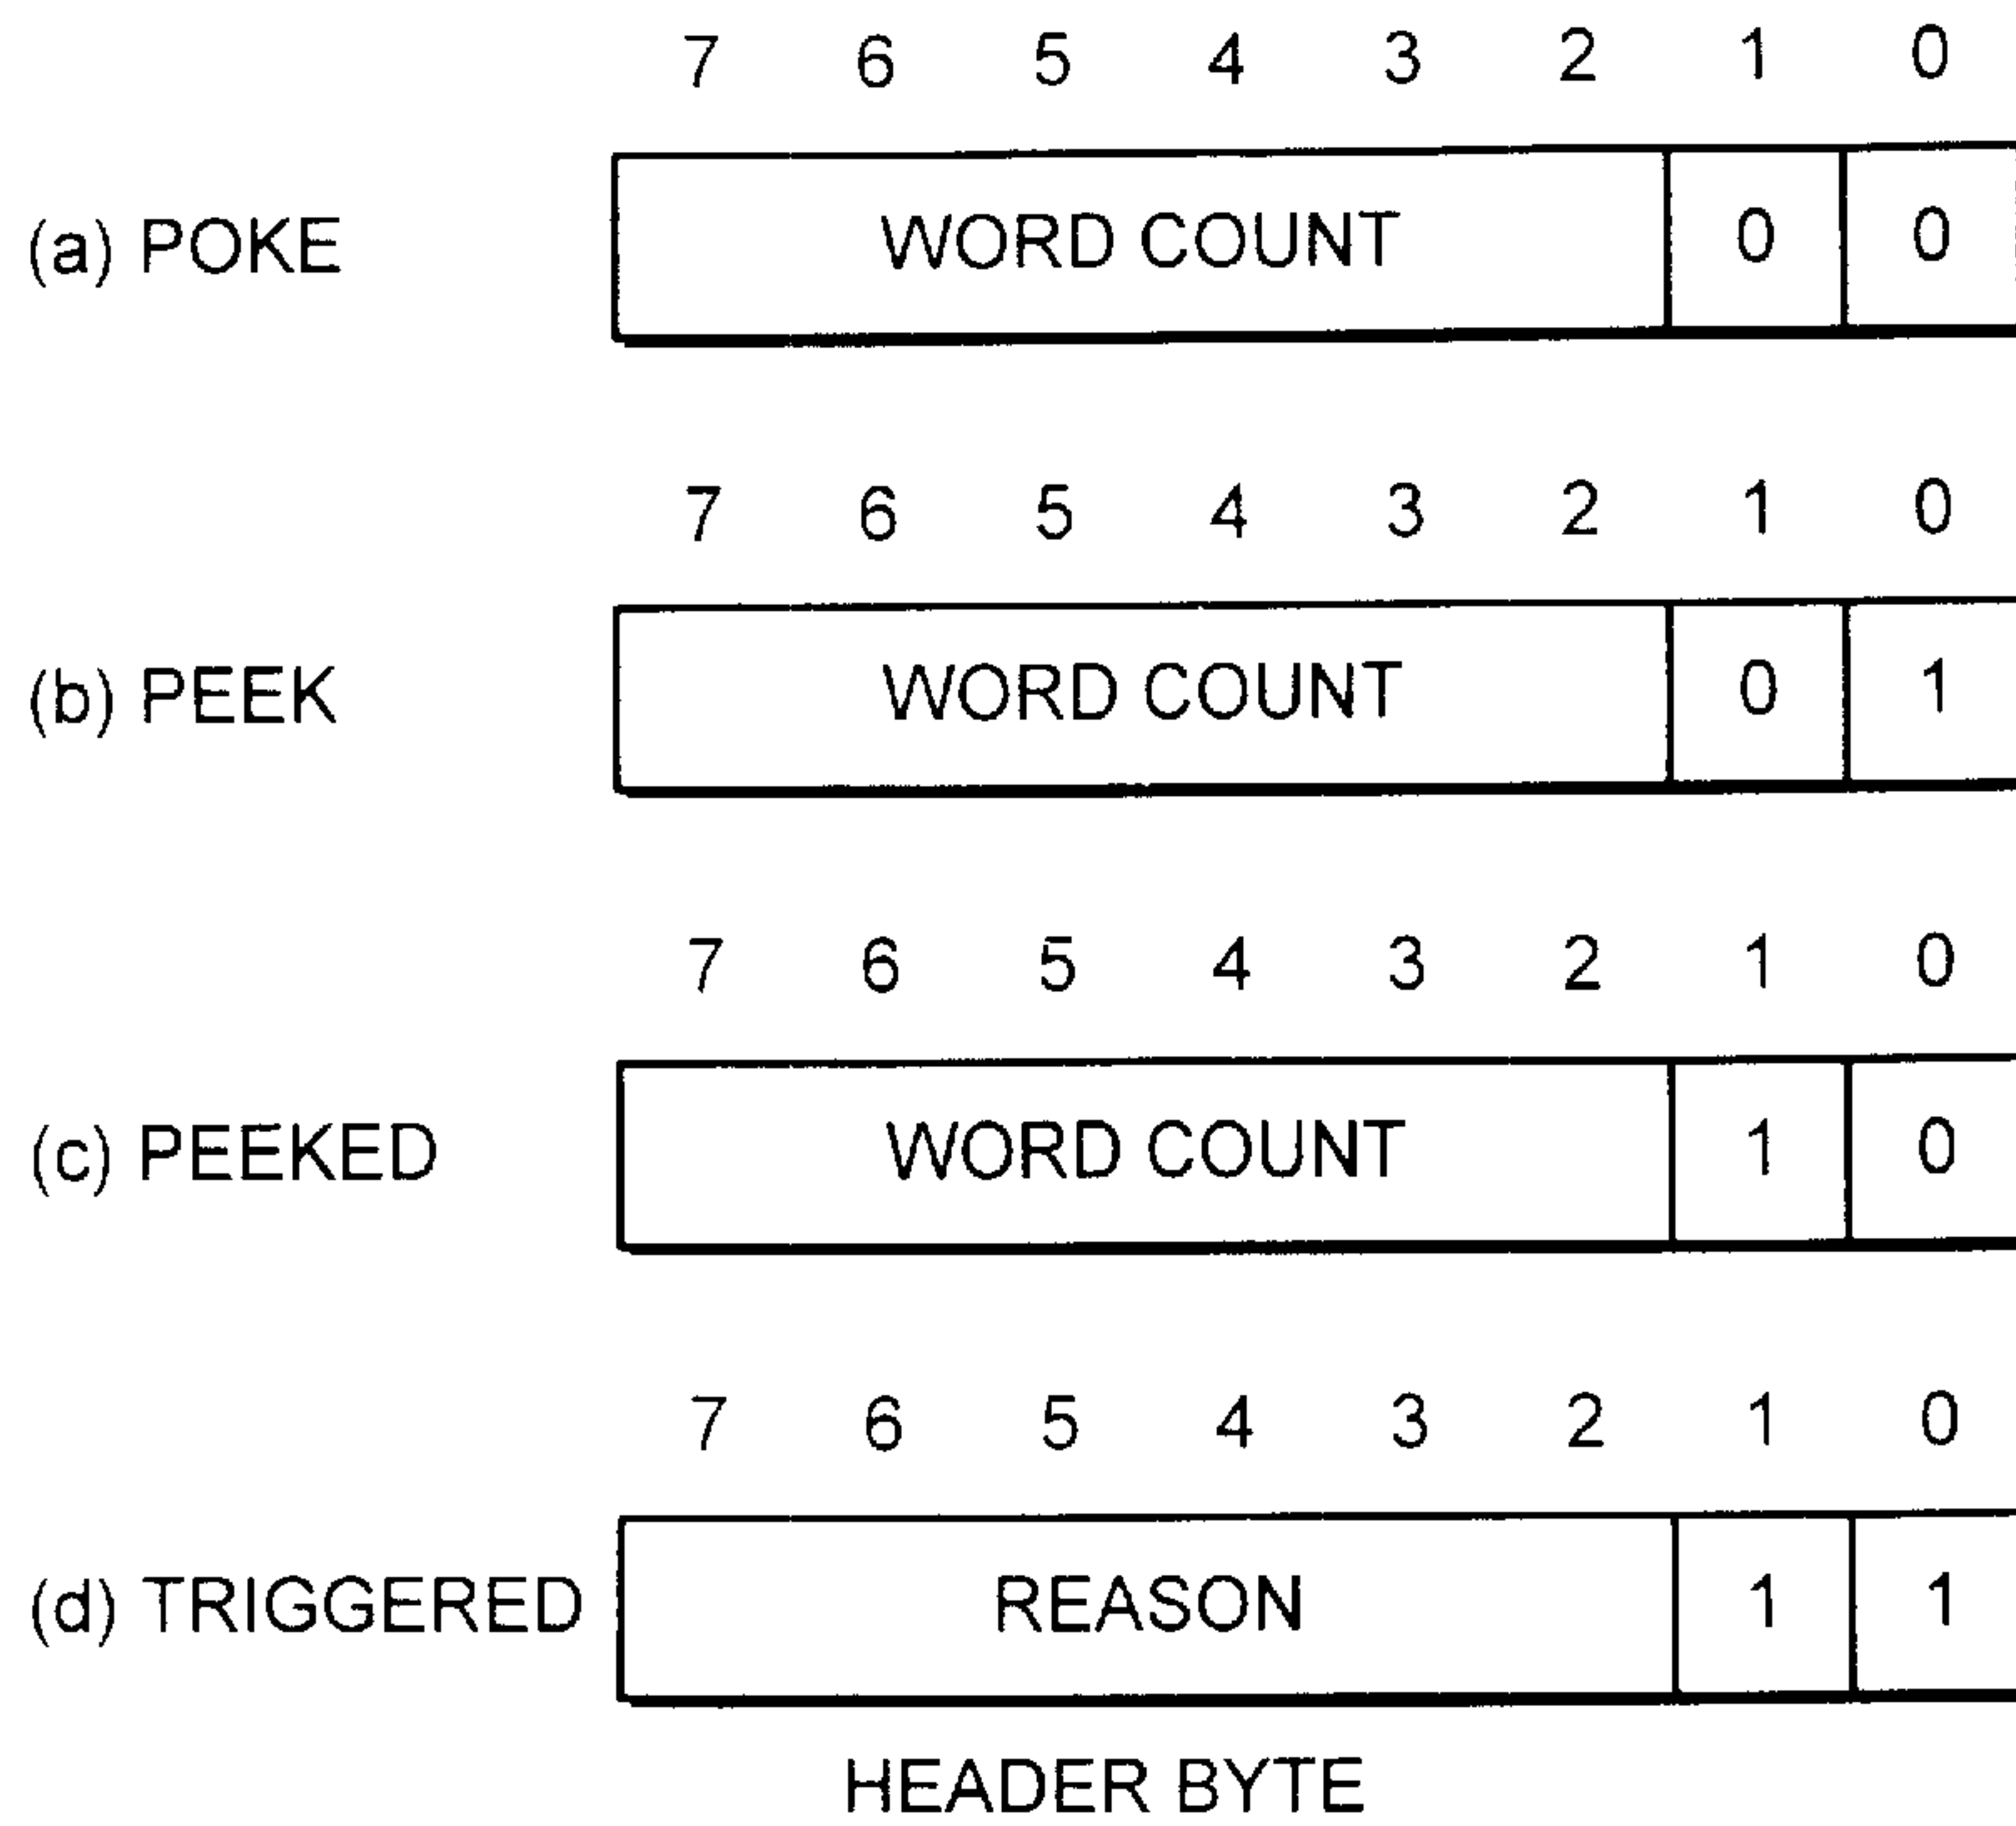 7 6 5 4 3 2 1 0
(a) POKE WORD COUNT 0 0
7 6 5 4 3 2 1 0
(b) PEEK WORD COUNT 0 1
7 6 5 4 3 2 1 0
(c) PEEKED WORD COUNT 1 0
7 6 5 4 3 2 1 0
(d) TRIGGERED REASON 1 1
HEADER BYTE